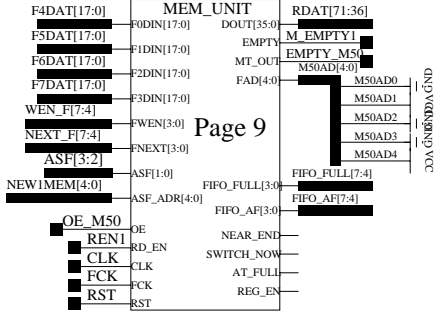 MEM_UNIT
F4DAT[17:0]
F0DIN[17:0]
DOUT[35:0]
RDAT[71:36]
F5DAT[17:0]
F1DIN[17:0]
EMPTY
M_EMPTY1
F6DAT[17:0]
F2DIN[17:0]
MT_OUT
EMPTY_M50
F7DAT[17:0]
F3DIN[17:0]
FAD[4:0]
M50AD[4:0]
M50AD0
M50AD1
M50AD2
M50AD3
M50AD4
GND
WEN_F[7:4]
FWEN[3:0]
Page 9
NEXT_F[7:4]
FNEXT[3:0]
ASF[3:2]
ASF[1:0]
NEW1MEM[4:0]
ASF_ADR[4:0]
FIFO_FULL[3:0]
FIFO_FULL[7:4]
FIFO_AF[3:0]
FIFO_AF[7:4]
OE_M50
OE
NEAR_END
REN1
RD_EN
SWITCH_NOW
CLK
CLK
AT_FULL
FCK
FCK
REG_EN
RST
RST
GND
VCC